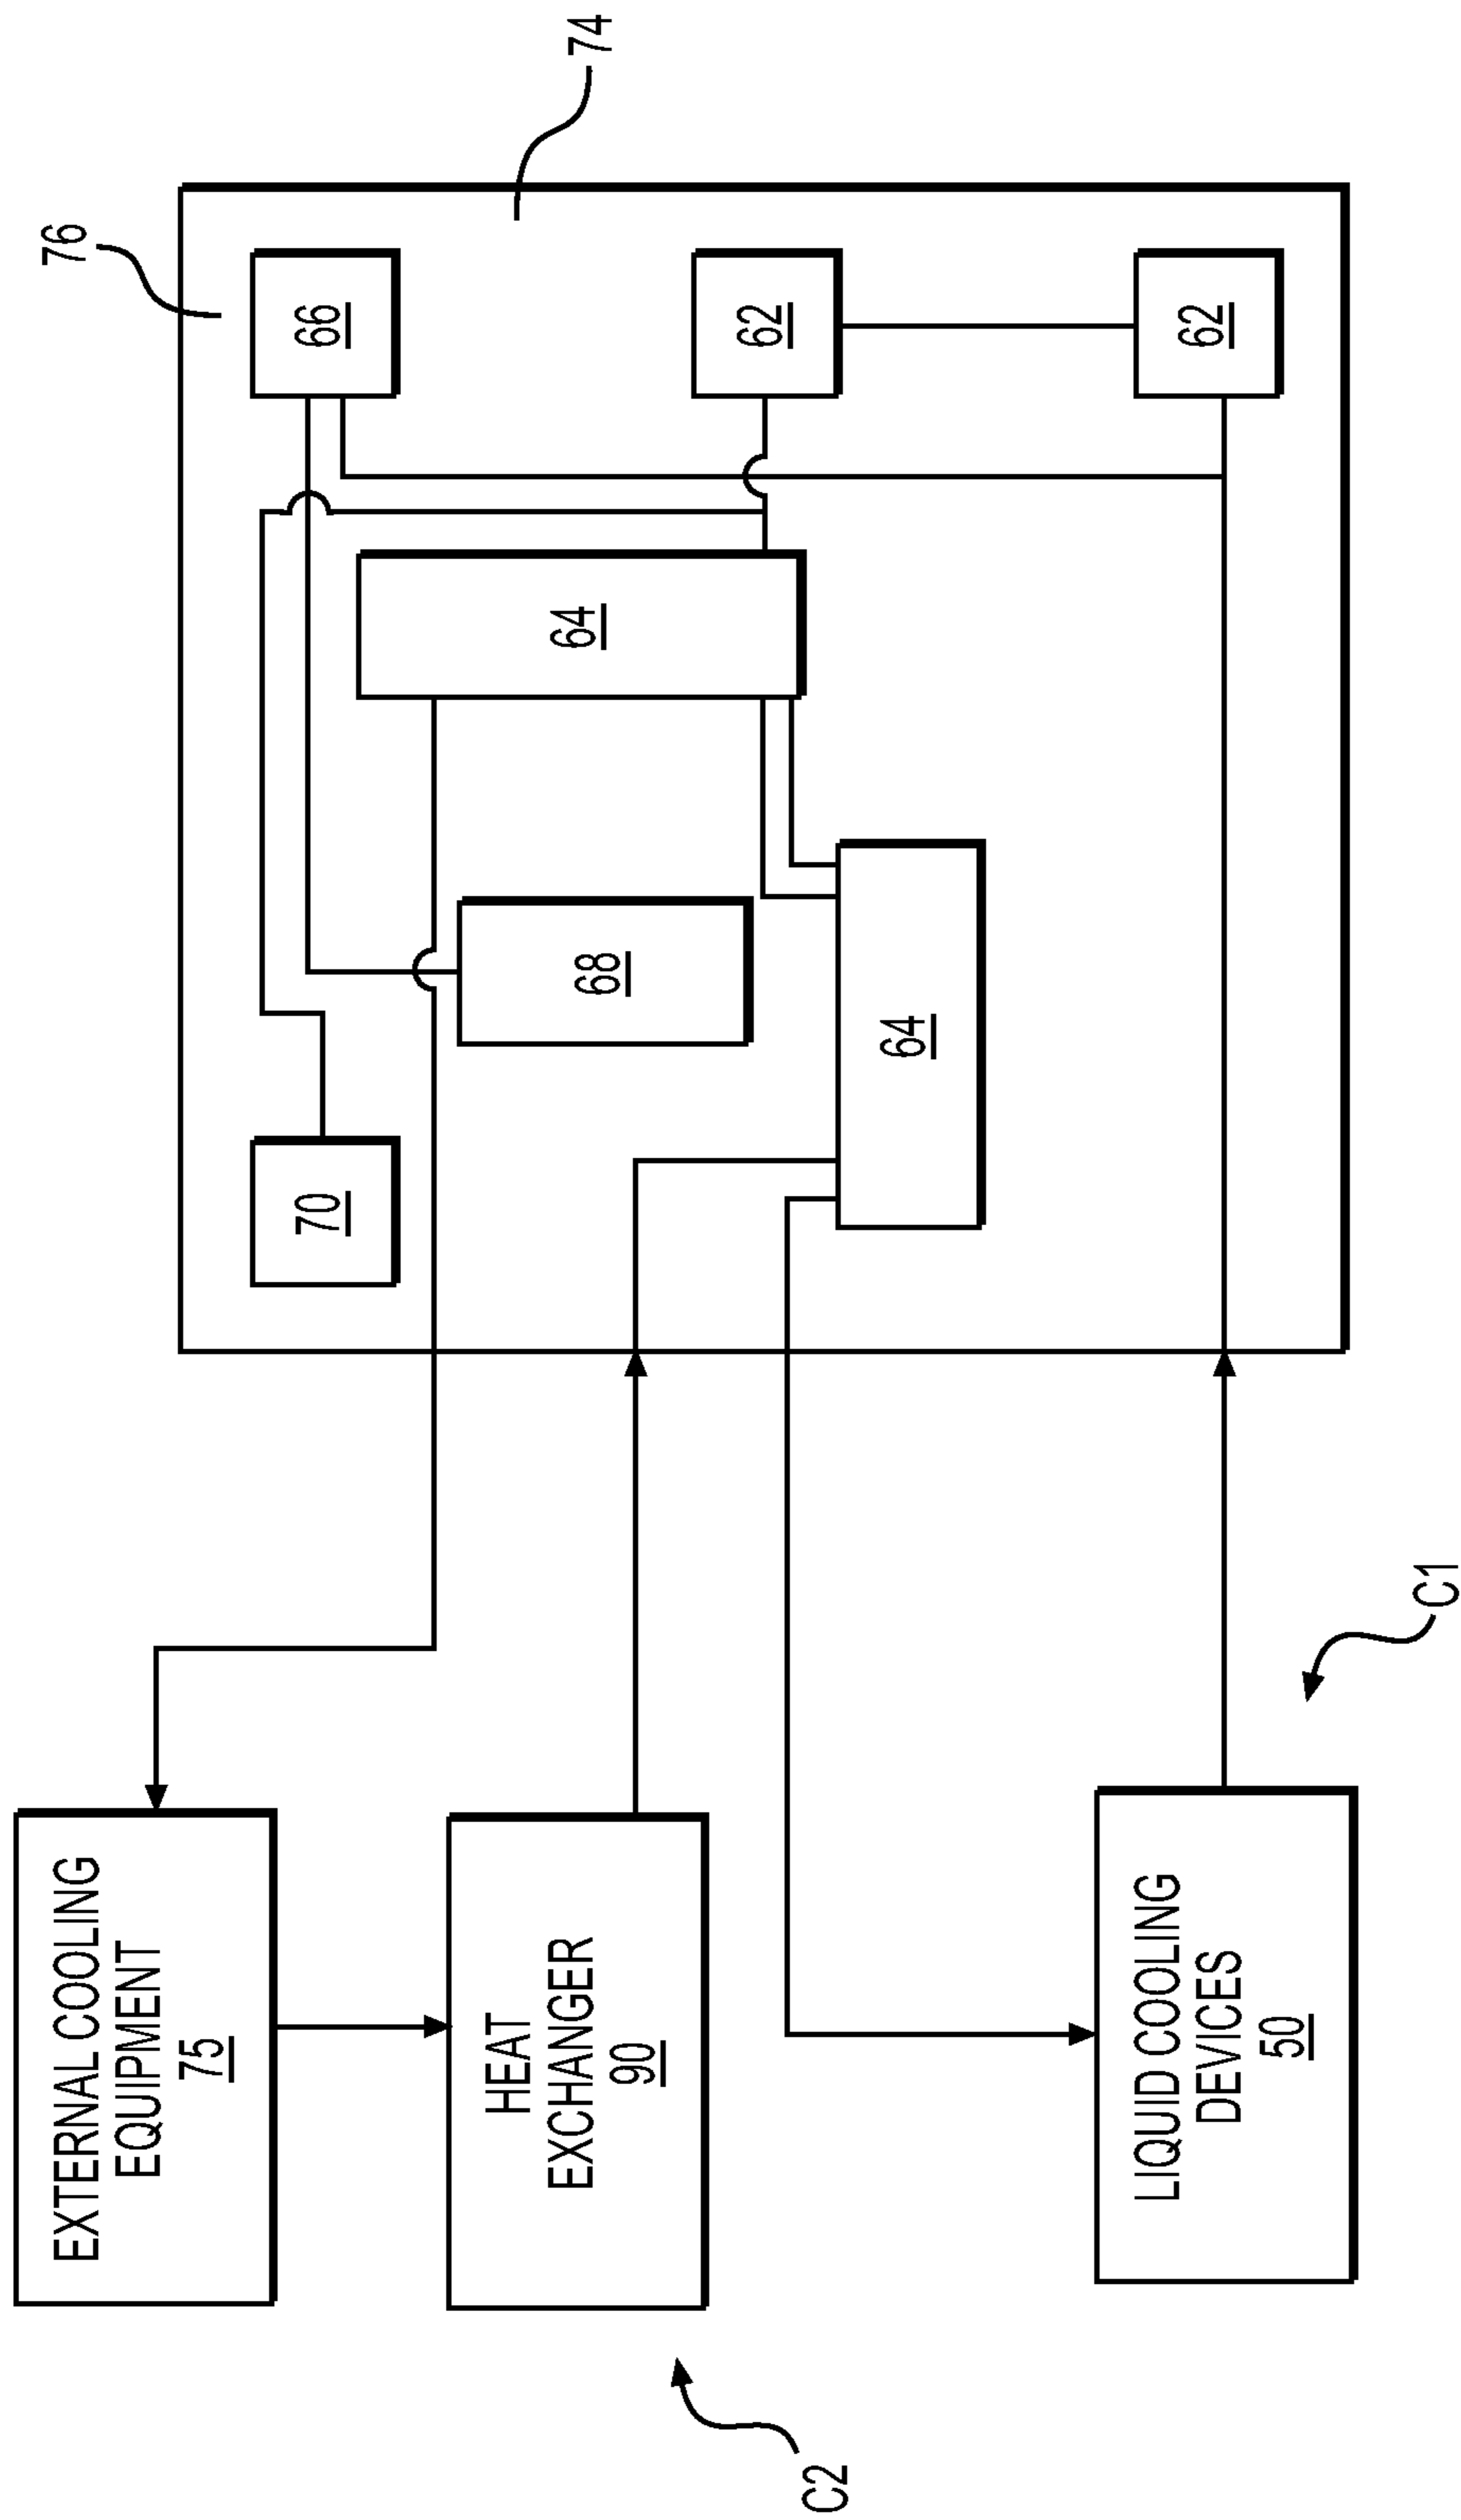 EXTERNAL COOLING
EQUIPMENT
75
HEAT
EXCHANGER
90
C2
LIQUID COOLING
DEVICES
50
C1
76
70
66
74
68
64
62
64
62